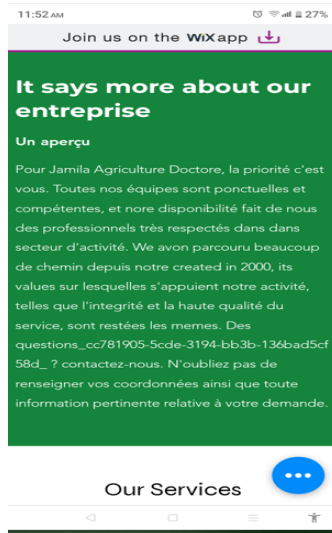 11:52 AM 27%
Join us on the WiX app
It says more about our
entreprise
Un aperçu
Pour Jamila Agriculture Doctore, la priorité c'est
vous. Toutes nos équipes sont ponctuelles et
compétentes, et nore disponibilité fait de nous
des professionnels très respectés dans dans
secteur d'activité. We avon parcouru beaucoup
de chemin depuis notre created in 2000, its
values sur lesquelles s'appuient notre activité,
telles que l'integrité et la haute qualité du
service, son restées les memes. Des
questions_cc781905-5cde-3194-bb3b-136bad5cf
58d_ ? contactez-nous. N'oubliez pas de
renseigner vos coordonnées ainsi que toute
information pertinente relative à votre demande.
Our Services